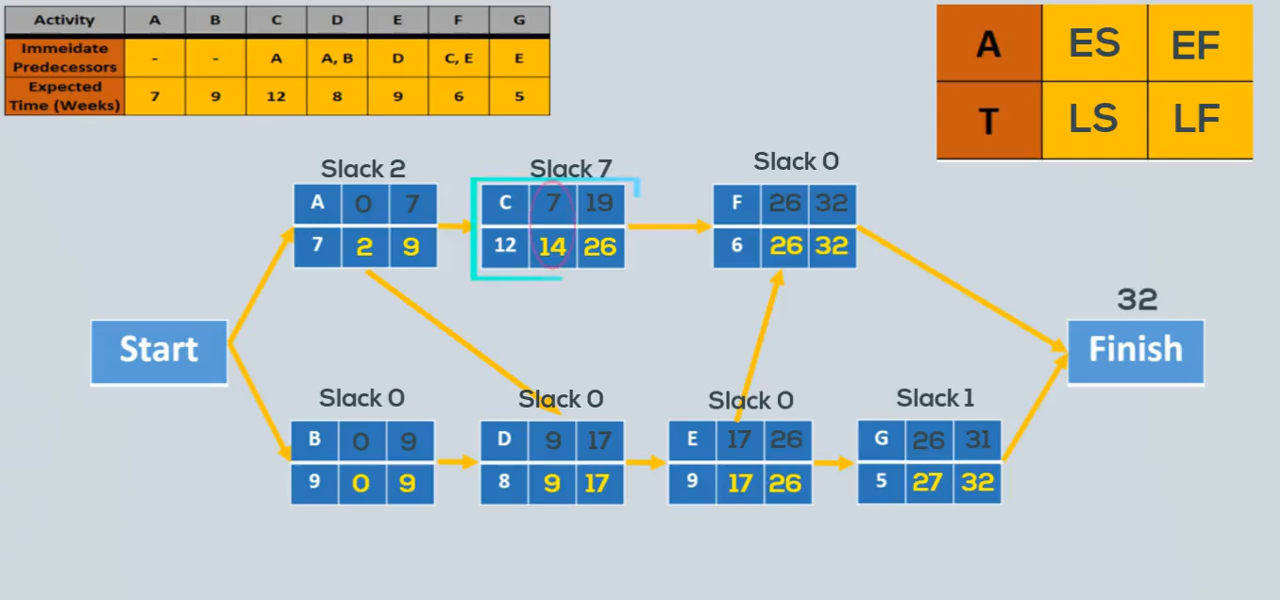 Activity A B C D E F G
Immeidate
Predecessors - - A A, B D C, E E
Expected
Time (Weeks) 7 9 12 8 9 6 5
A ES EF
T LS LF
Slack 2 Slack 7 Slack 0
A 0 7 C 7 19 F 26 32
7 2 9 12 14 26 6 26 32
32
Start Finish
Slack 0 Slack 0 Slack 0 Slack 1
B 0 9 D 9 17 E 17 26 G 26 31
9 0 9 8 9 17 9 17 26 5 27 32